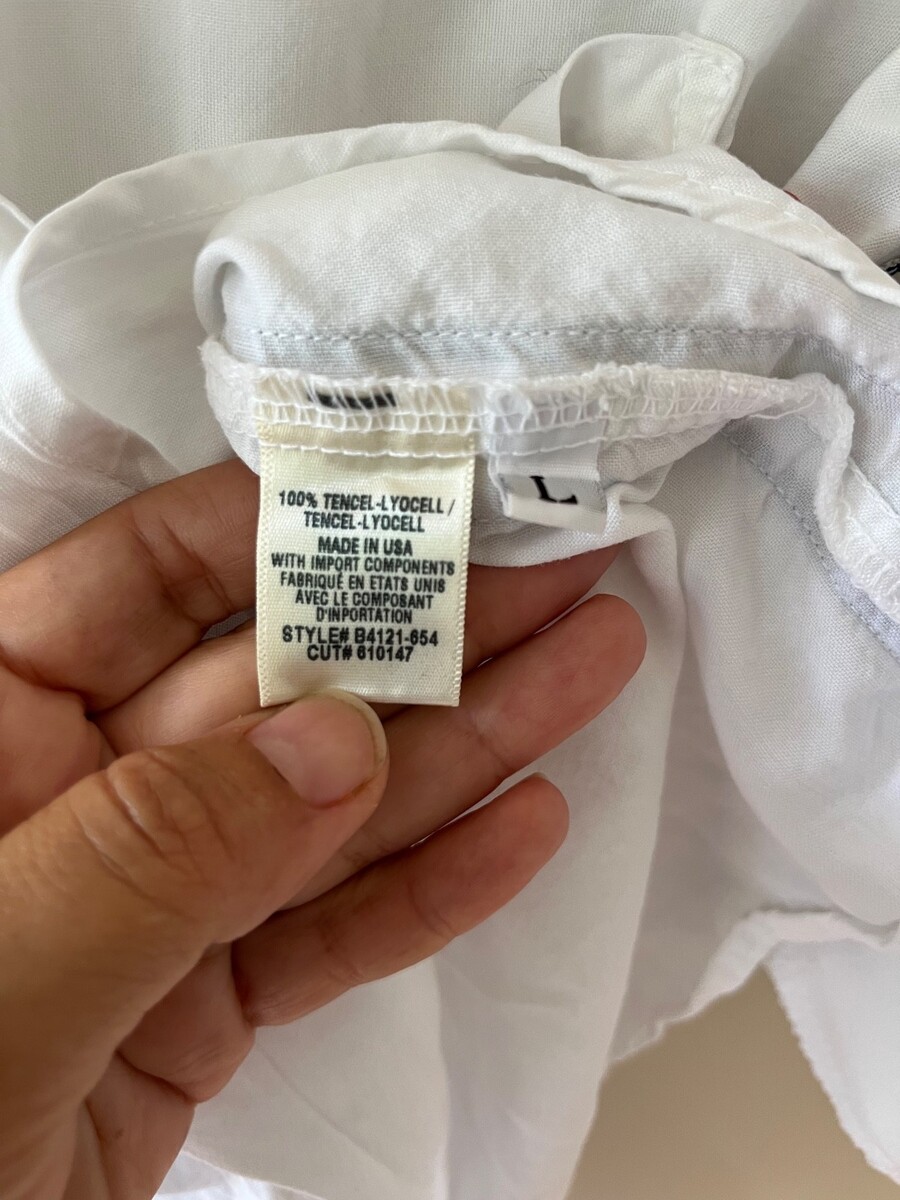 100% TENCEL-LYOCELL /
TENCEL-LYOCELL
MADE IN USA
WITH IMPORT COMPONENTS
FABRIQUÉ EN ETATS UNIS
AVEC LE COMPOSANT
D'INPORTATION
STYLE# B4121-654
CUT# 610147
L